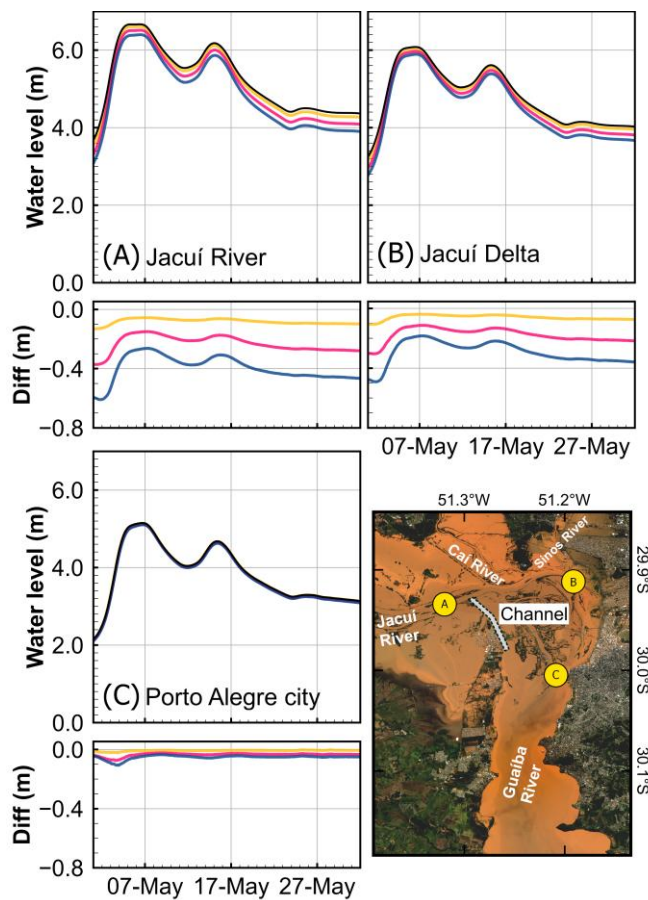 6.0
4.0
2.0
0.0
Water level (m)
(A) Jacuí River
(B) Jacuí Delta
0.0
−0.4
−0.8
Diff (m)
07-May 17-May 27-May
6.0
4.0
2.0
0.0
Water level (m)
(C) Porto Alegre city
0.0
−0.4
−0.8
Diff (m)
07-May 17-May 27-May
51.3°W 51.2°W
29.9°S
30.0°S
30.1°S
Caí River
Sinos River
A
B
Jacuí
River
Channel
C
Guaíba
River